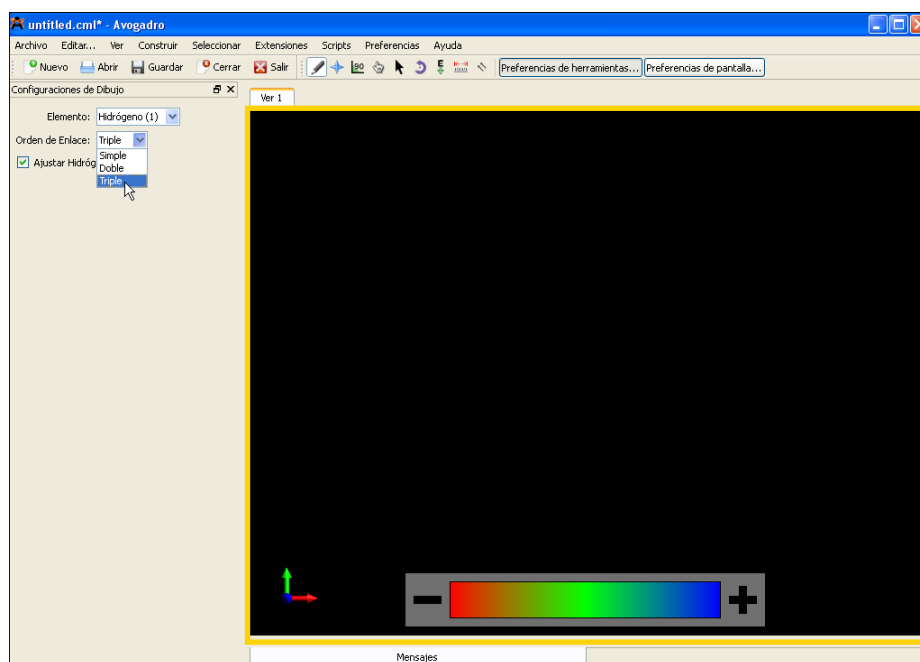 untitled.cml* - Avogadro
Archivo Editar... Ver Construir Seleccionar Extensiones Scripts Preferencias Ayuda
Nuevo Abrir Guardar Cerrar Salir Preferencias de herramientas... Preferencias de pantalla...
Configuraciones de Dibujo
Ver 1
Elemento: Hidrógeno (1)
Orden de Enlace: Triple
Simple
Ajustar Hidróg
Doble
Triple
Mensajes